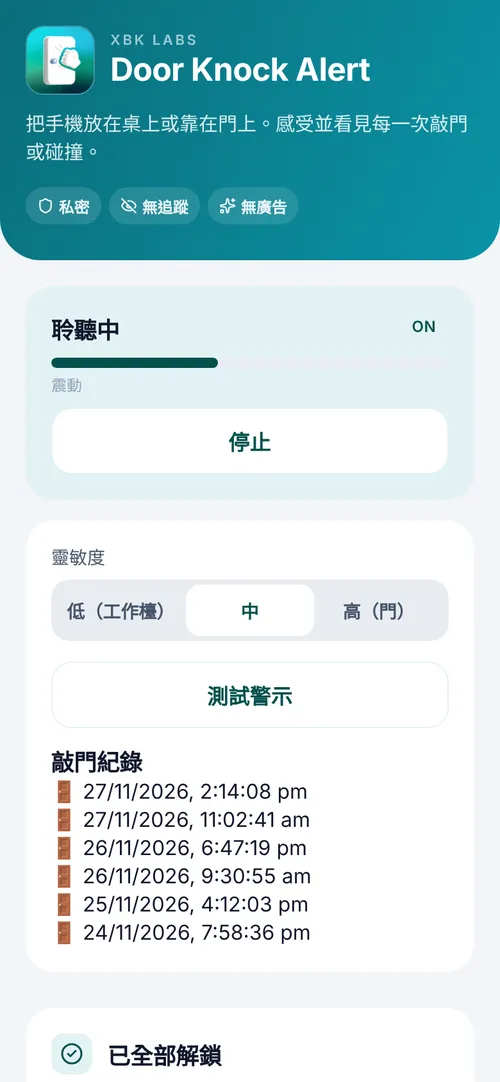 XBK LABS
Door Knock Alert
把手機放在桌上或靠在門上。感受並看見每一次敲門
或碰撞。
私密 無追蹤 無廣告
聆聽中 ON
震動
停止
靈敏度
低（工作檯） 中 高（門）
測試警示
敲門紀錄
🚪 27/11/2026, 2:14:08 pm
🚪 27/11/2026, 11:02:41 am
🚪 26/11/2026, 6:47:19 pm
🚪 26/11/2026, 9:30:55 am
🚪 25/11/2026, 4:12:03 pm
🚪 24/11/2026, 7:58:36 pm
已全部解鎖